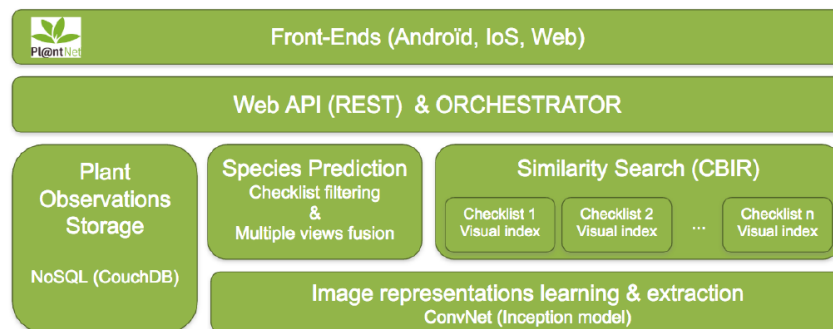 Pl@ntNet
Front-Ends (Androïd, IoS, Web)
Web API (REST) & ORCHESTRATOR
Plant
Observations
Storage
NoSQL (CouchDB)
Species Prediction
Checklist filtering
&
Multiple views fusion
Similarity Search (CBIR)
Checklist 1
Visual index
Checklist 2
Visual index
...
Checklist n
Visual index
Image representations learning & extraction
ConvNet (Inception model)